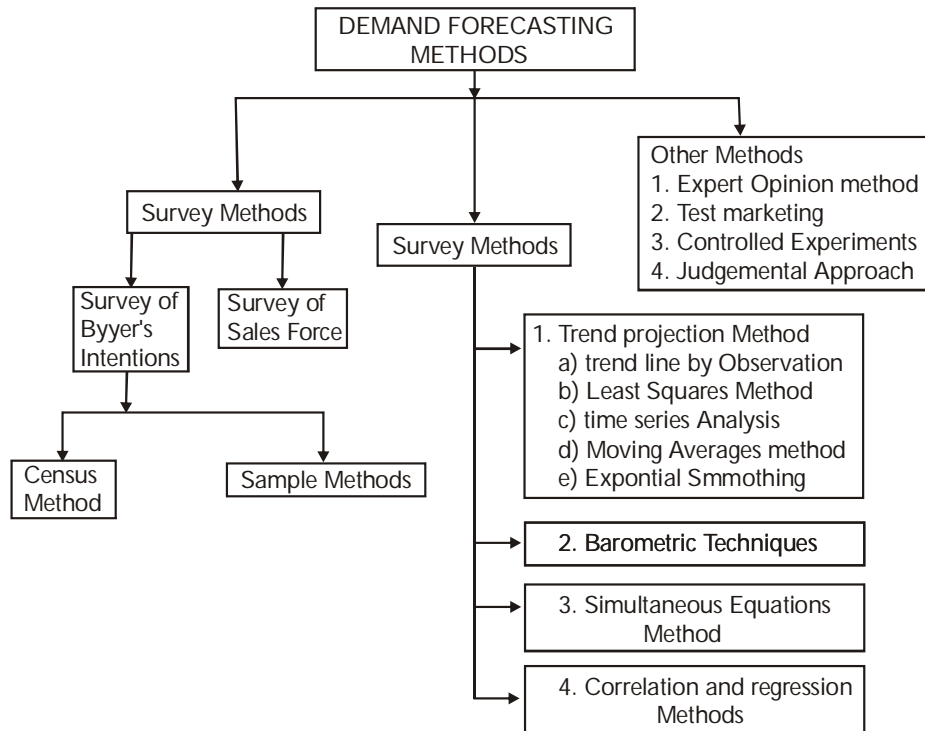 DEMAND FORECASTING
METHODS
Survey Methods
Survey of
Byyer's
Intentions
Survey of
Sales Force
Census
Method
Sample Methods
Survey Methods
1. Trend projection Method
a) trend line by Observation
b) Least Squares Method
c) time series Analysis
d) Moving Averages method
e) Expontial Smmothing
2. Barometric Techniques
3. Simultaneous Equations
Method
4. Correlation and regression
Methods
Other Methods
1. Expert Opinion method
2. Test marketing
3. Controlled Experiments
4. Judgemental Approach